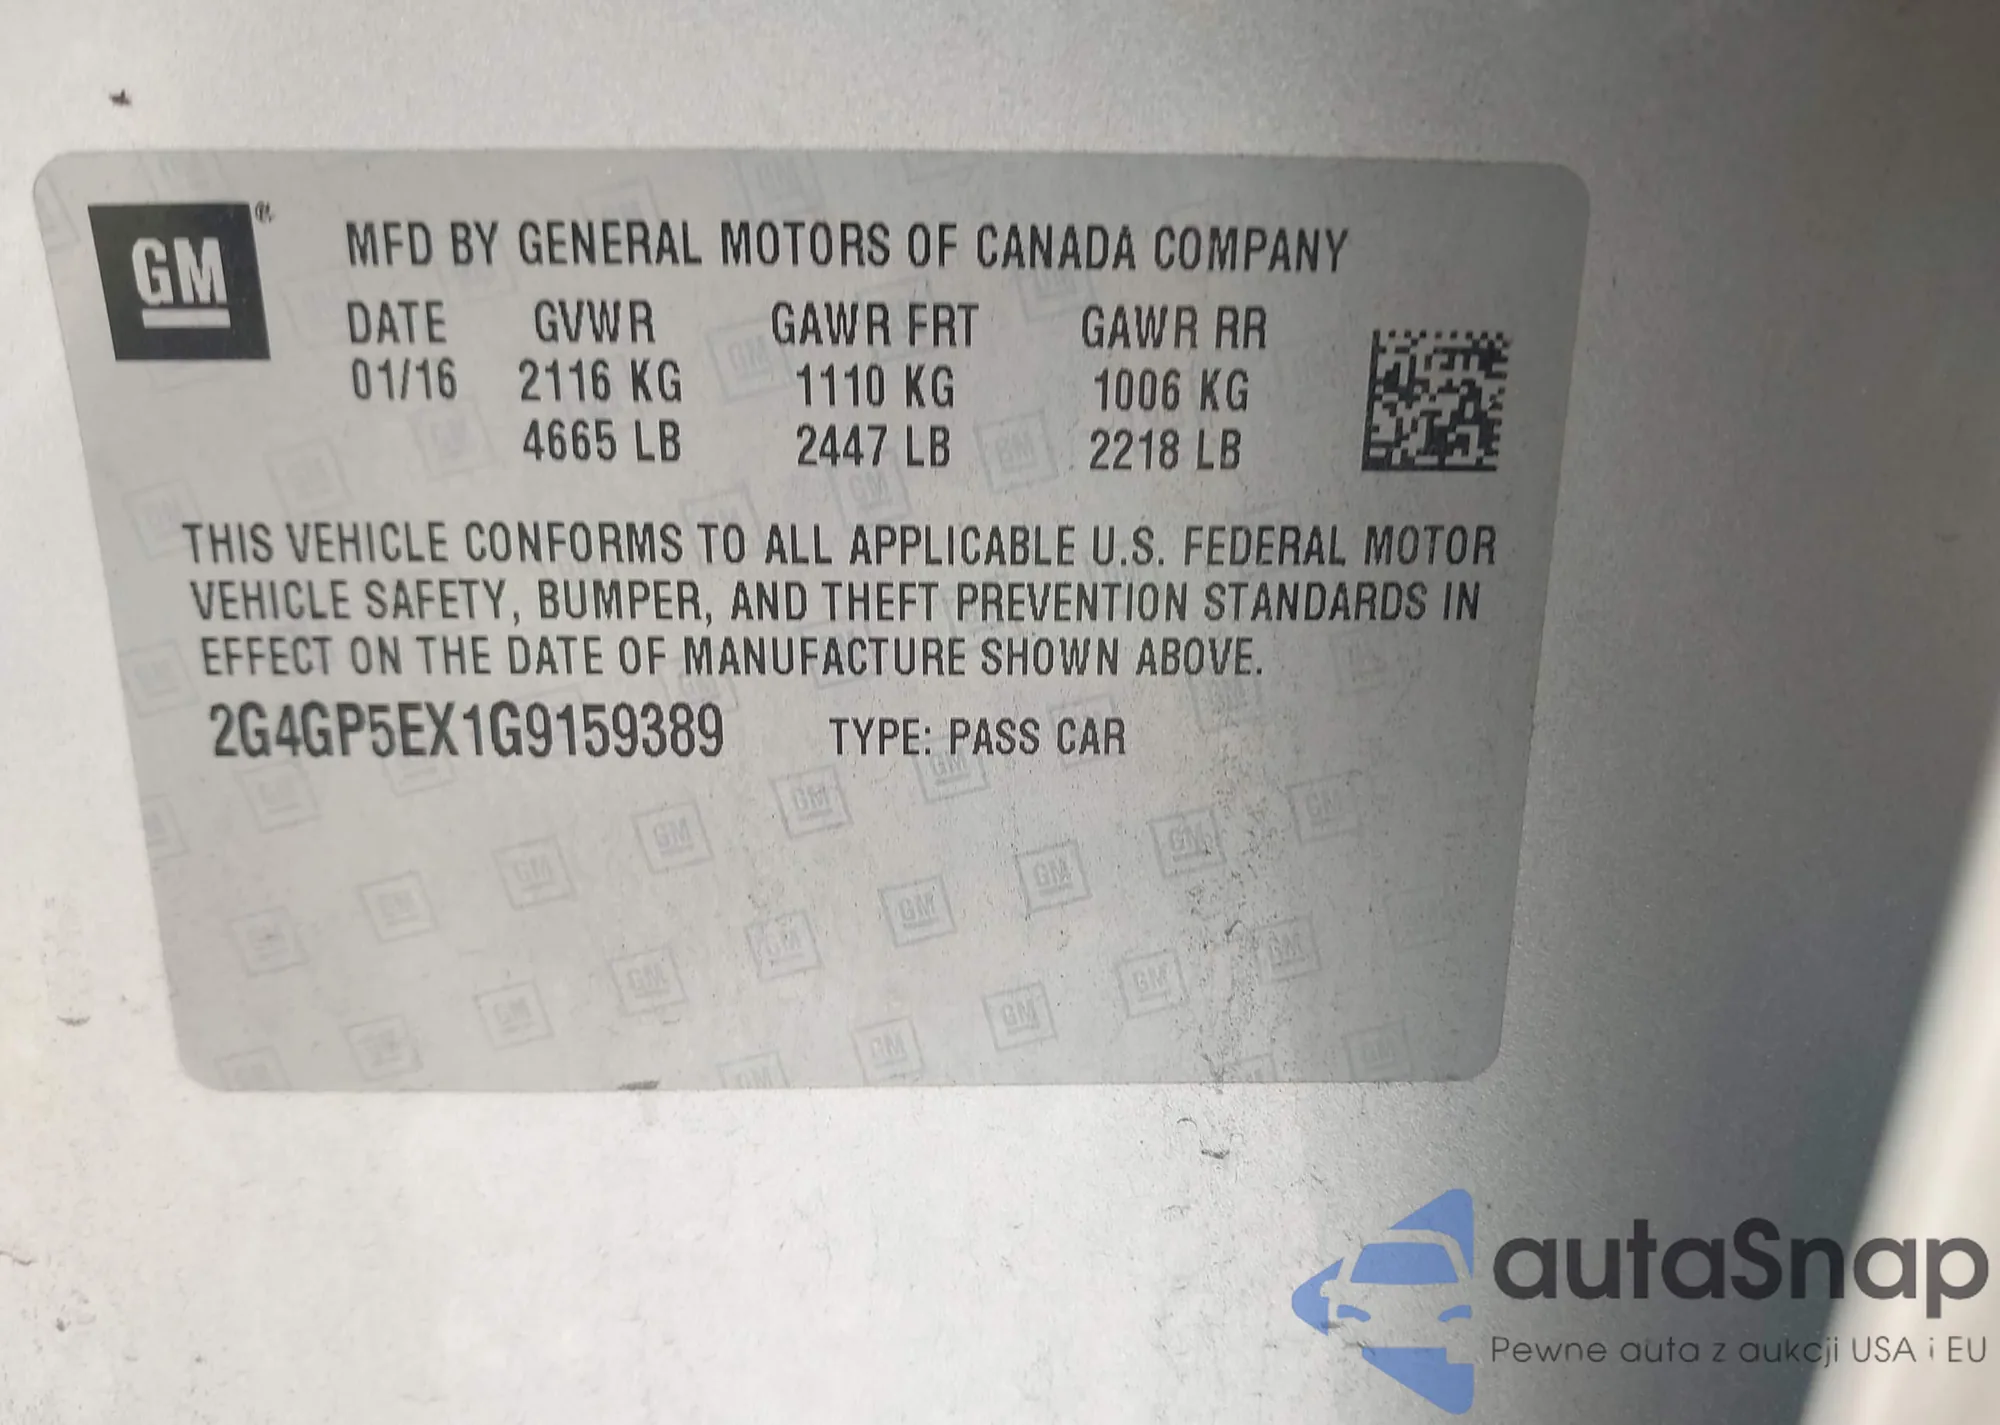 GM®
MFD BY GENERAL MOTORS OF CANADA COMPANY
DATE GVWR GAWR FRT GAWR RR
01/16 2116 KG 1110 KG 1006 KG
4665 LB 2447 LB 2218 LB
THIS VEHICLE CONFORMS TO ALL APPLICABLE U.S. FEDERAL MOTOR
VEHICLE SAFETY, BUMPER, AND THEFT PREVENTION STANDARDS IN
EFFECT ON THE DATE OF MANUFACTURE SHOWN ABOVE.
2G4GP5EX1G9159389 TYPE: PASS CAR
autaSnap
Pewne auta z aukcji USA i EU